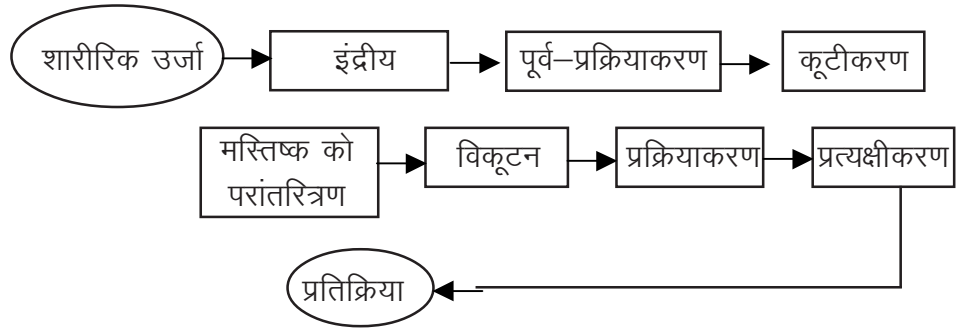 शारीरिक उर्जा
इंद्रीय
पूर्व–प्रक्रियाकरण
कूटीकरण
मस्तिष्क को
परांतरित्रण
विकूटन
प्रक्रियाकरण
प्रत्यक्षीकरण
प्रतिक्रिया